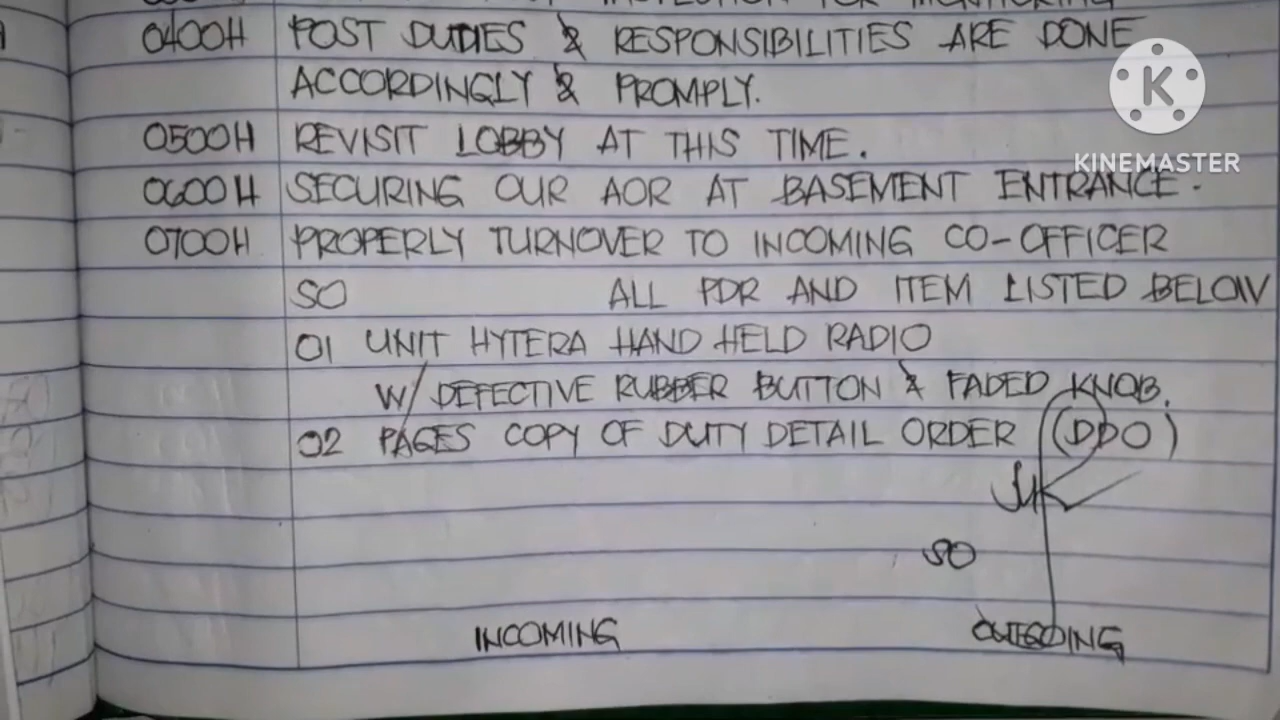 INSPECTION FOR MONITORING
0400H POST DUTIES & RESPONSIBILITIES ARE DONE
ACCORDINGLY & PROMPLY.
0500H REVISIT LOBBY AT THIS TIME.
0600H SECURING OUR AOR AT BASEMENT ENTRANCE.
0700H PROPERLY TURNOVER TO INCOMING CO-OFFICER
SO ALL PDR AND ITEM LISTED BELOW
01 UNIT HYTERA HAND HELD RADIO
W/ DEFECTIVE RUBBER BUTTON & FADED KNOB.
02 PAGES COPY OF DUTY DETAIL ORDER (DDO)
SO
INCOMING OUTGOING
K
KINEMASTER